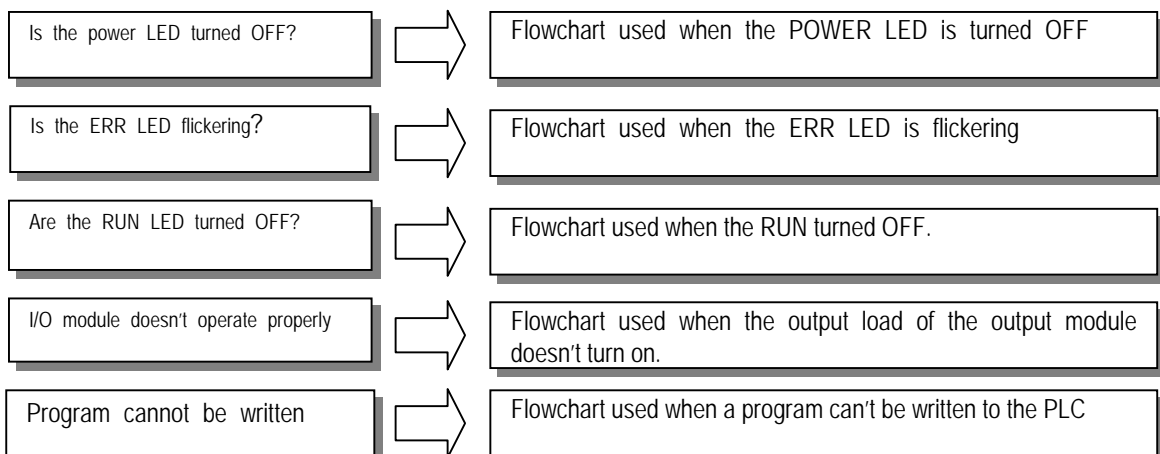 Is the power LED turned OFF?
Flowchart used when the POWER LED is turned OFF
Is the ERR LED flickering?
Flowchart used when the ERR LED is flickering
Are the RUN LED turned OFF?
Flowchart used when the RUN turned OFF.
I/O module doesn't operate properly
Flowchart used when the output load of the output module
doesn't turn on.
Program cannot be written
Flowchart used when a program can't be written to the PLC